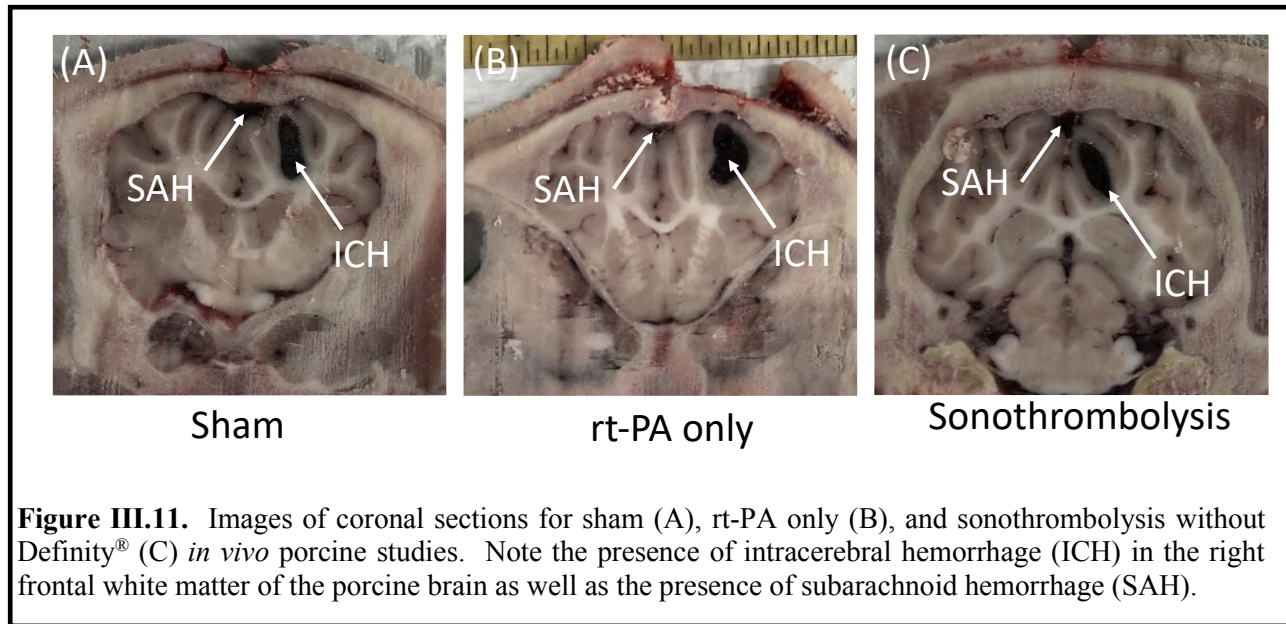 (A)
SAH
ICH
Sham
(B)
SAH
ICH
rt-PA only
(C)
SAH
ICH
Sonothrombolysis
Figure III.11. Images of coronal sections for sham (A), rt-PA only (B), and sonothrombolysis without
Definity® (C) in vivo porcine studies. Note the presence of intracerebral hemorrhage (ICH) in the right
frontal white matter of the porcine brain as well as the presence of subarachnoid hemorrhage (SAH).